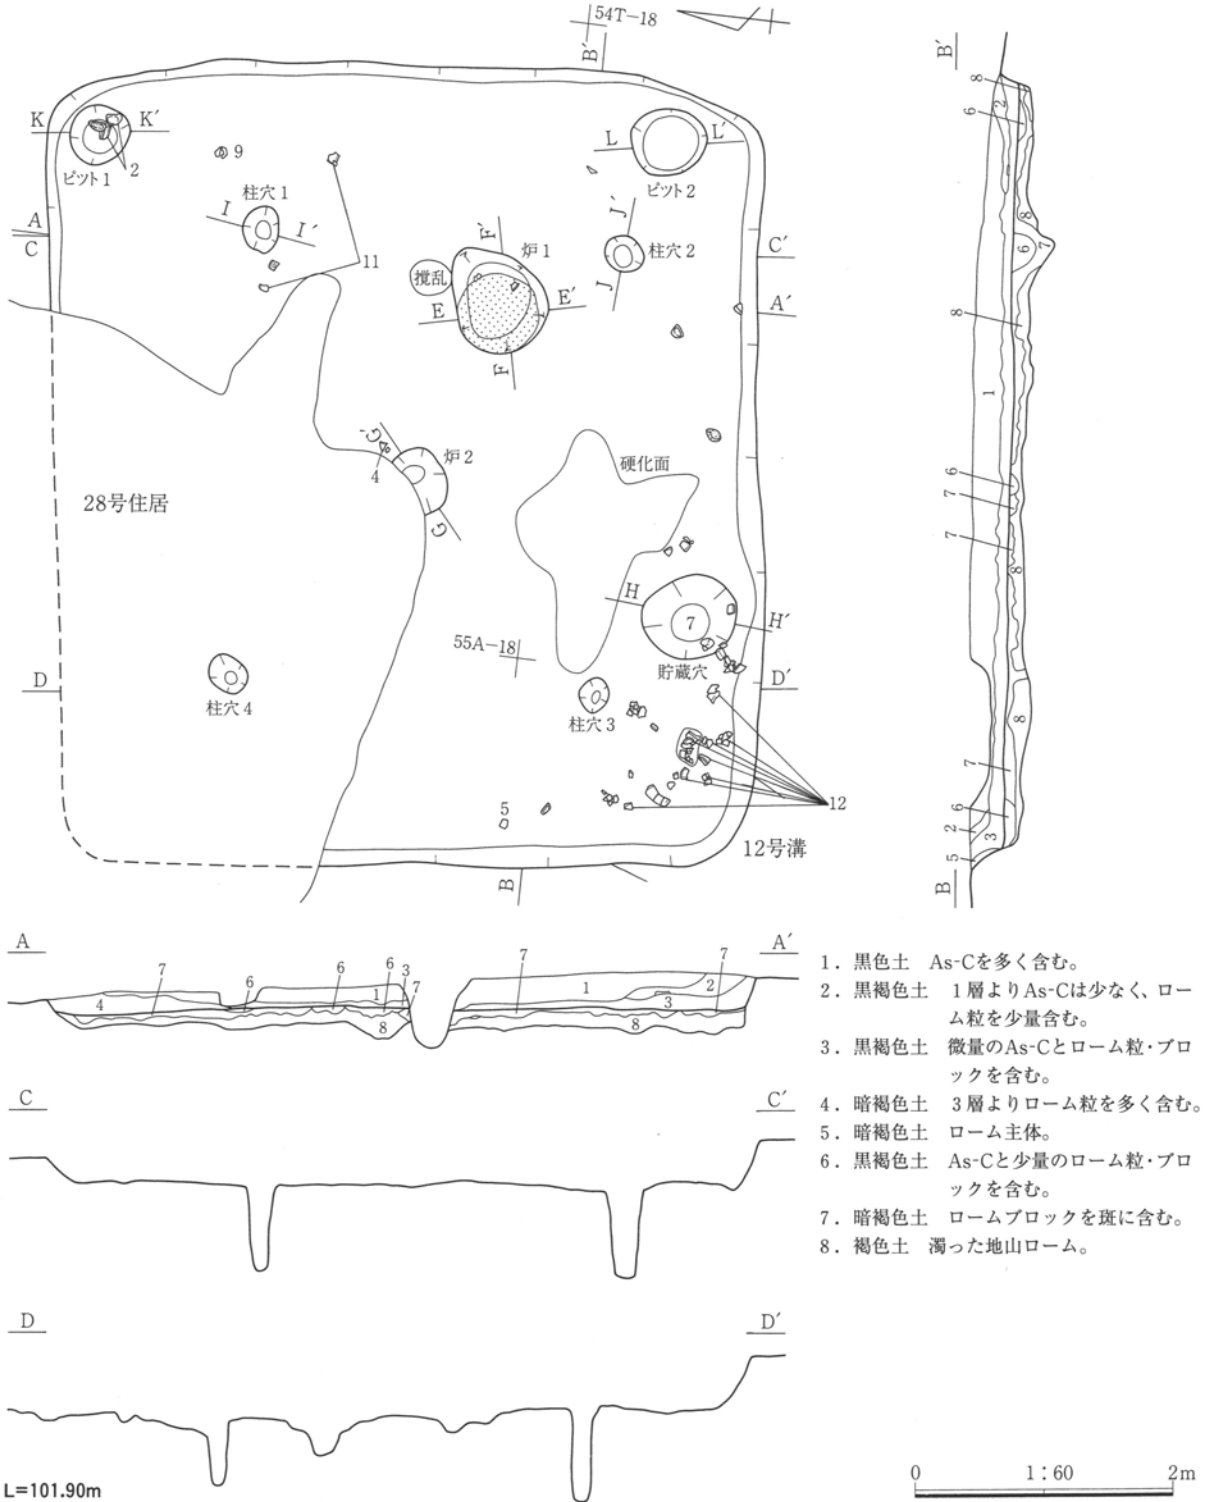 54T-18
B′
B′
K
K′
2
ピット1
9
L
L′
ピット2
柱穴1
I
I′
11
A
C
F′
炉1
撹乱
E
E′
F
J′
柱穴2
J
C′
A′
G′
4
炉2
G
硬化面
28号住居
H
7
H′
貯蔵穴
55A-18
D
D′
柱穴4
柱穴3
5
12
12号溝
B
8
2
6
8
6
7
8
1
6
7
7
8
8
7
6
2
3
5
B
A
A′
7
6
6
6
3
7
7
7
4
1
8
1
2
3
8
C
C′
D
D′
1．黒色土　As-Cを多く含む。
2．黒褐色土　1層よりAs-Cは少なく、ロー
ム粒を少量含む。
3．黒褐色土　微量のAs-Cとローム粒・ブロ
ックを含む。
4．暗褐色土　3層よりローム粒を多く含む。
5．暗褐色土　ローム主体。
6．黒褐色土　As-Cと少量のローム粒・ブロ
ックを含む。
7．暗褐色土　ロームブロックを斑に含む。
8．褐色土　濁った地山ローム。
L=101.90m
0　1：60　2m